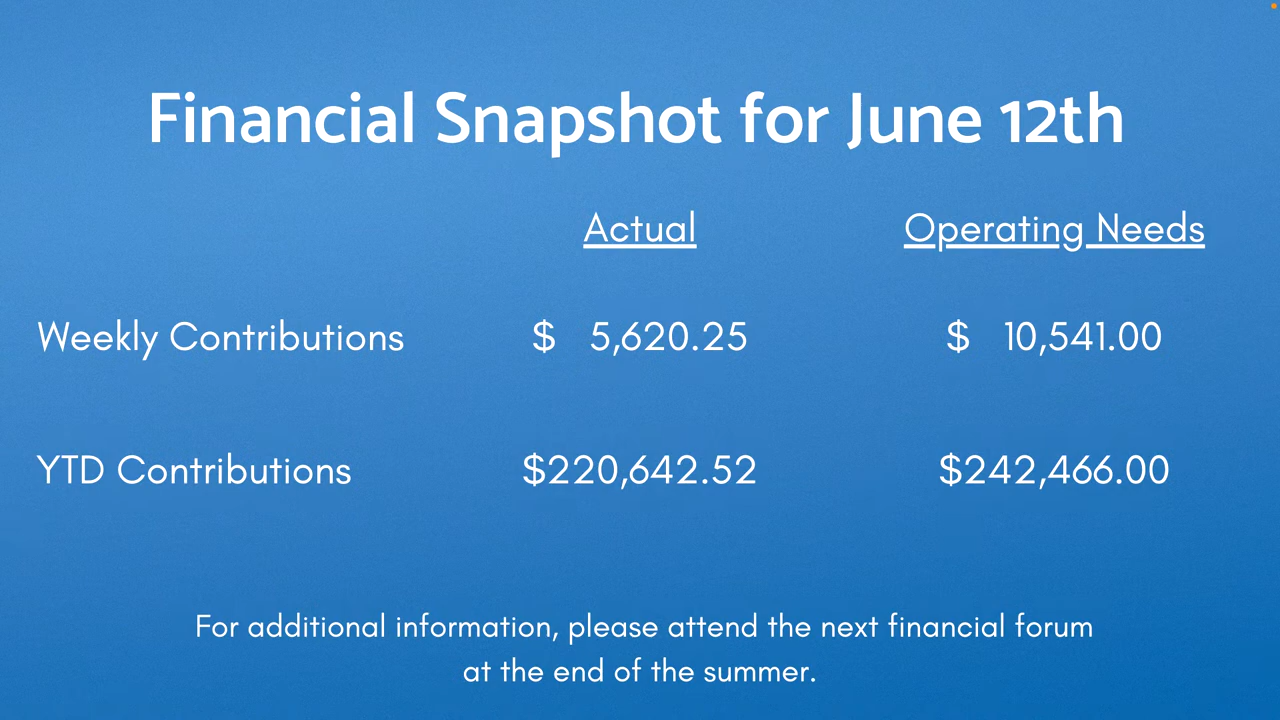 Financial Snapshot for June 12th
Actual Operating Needs
Weekly Contributions $ 5,620.25 $ 10,541.00
YTD Contributions $220,642.52 $242,466.00
For additional information, please attend the next financial forum
at the end of the summer.